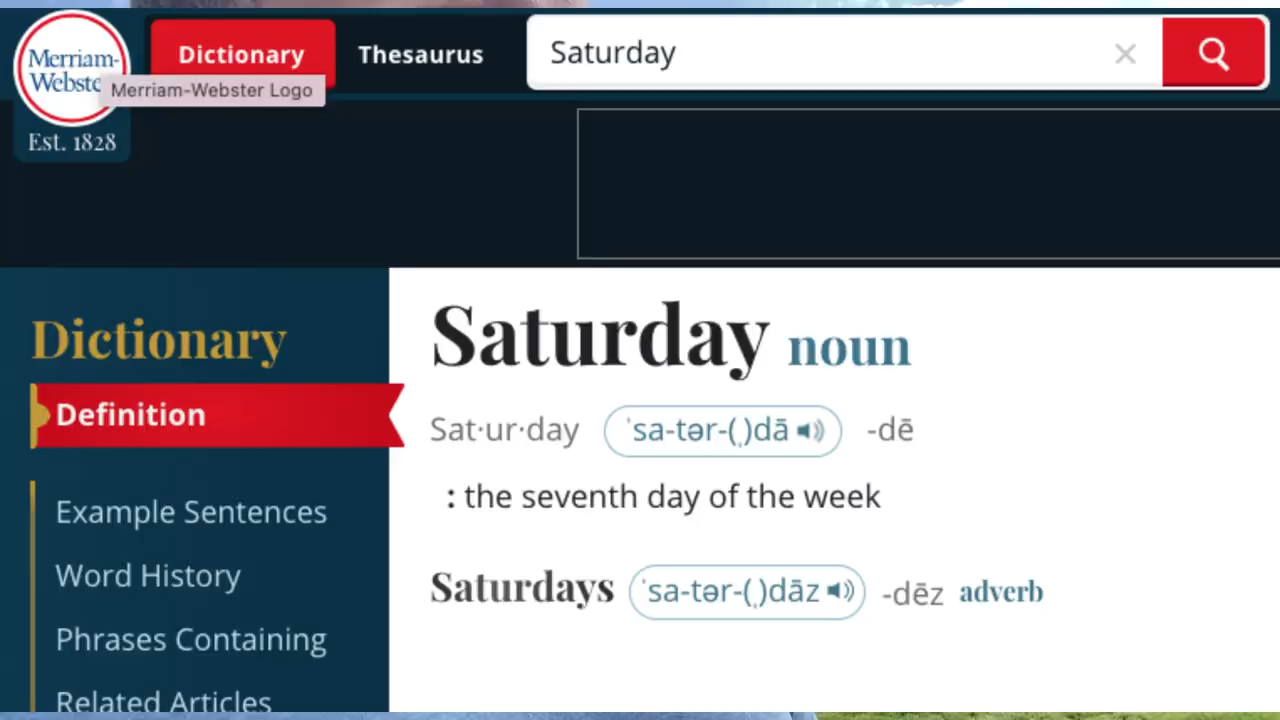 Merriam-
Webste
Merriam-Webster Logo
Est. 1828
Dictionary
Thesaurus
Saturday
Dictionary
Definition
Example Sentences
Word History
Phrases Containing
Related Articles
Saturday noun
Sat·ur·day ˈsa-tər-(ˌ)dā -dē
: the seventh day of the week
Saturdays ˈsa-tər-(ˌ)dāz -dēz adverb